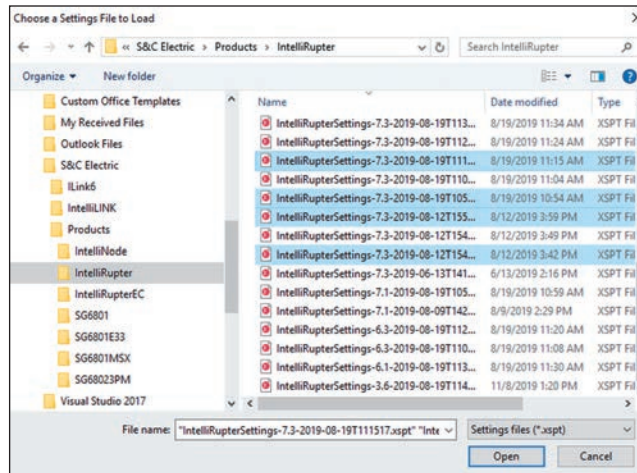 Choose a Settings File to Load
« S&C Electric > Products > IntelliRupter
Search IntelliRupter
Organize
New folder
Custom Office Templates
My Received Files
Outlook Files
S&C Electric
ILink6
IntelliLINK
Products
IntelliNode
IntelliRupter
IntelliRupterEC
SG6801
SG6801E33
SG6801MSX
SG68023PM
Visual Studio 2017
Name Date modified Type
IntelliRupterSettings-7.3-2019-08-19T113... 8/19/2019 11:34 AM XSPT Fil
IntelliRupterSettings-7.3-2019-08-19T112... 8/19/2019 11:24 AM XSPT Fil
IntelliRupterSettings-7.3-2019-08-19T111... 8/19/2019 11:15 AM XSPT Fil
IntelliRupterSettings-7.3-2019-08-19T110... 8/19/2019 11:04 AM XSPT Fil
IntelliRupterSettings-7.3-2019-08-19T105... 8/19/2019 10:54 AM XSPT Fil
IntelliRupterSettings-7.3-2019-08-12T155... 8/12/2019 3:59 PM XSPT Fil
IntelliRupterSettings-7.3-2019-08-12T154... 8/12/2019 3:49 PM XSPT Fil
IntelliRupterSettings-7.3-2019-08-12T154... 8/12/2019 3:42 PM XSPT Fil
IntelliRupterSettings-7.3-2019-06-13T141... 6/13/2019 2:16 PM XSPT Fil
IntelliRupterSettings-7.1-2019-08-19T105... 8/19/2019 10:59 AM XSPT Fil
IntelliRupterSettings-7.1-2019-08-09T142... 8/9/2019 2:29 PM XSPT Fil
IntelliRupterSettings-6.3-2019-08-19T112... 8/19/2019 11:20 AM XSPT Fil
IntelliRupterSettings-6.3-2019-08-19T110... 8/19/2019 11:08 AM XSPT Fil
IntelliRupterSettings-6.1-2019-08-19T113... 8/19/2019 11:30 AM XSPT Fil
IntelliRupterSettings-3.6-2019-08-19T114... 11/8/2019 1:20 PM XSPT Fil
File name: "IntelliRupterSettings-7.3-2019-08-19T111517.xspt" "Inte
Settings files (*.xspt)
Open
Cancel